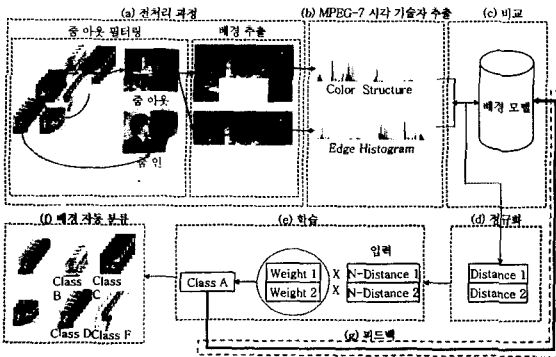 (a) 전처리 과정
(b) MPEG-7 시각 기술자 추출
(c) 비교
줌 아웃 필터링
배경 추출
줌 아웃
줌 인
Color Structure
Edge Histogram
배경 모델
(f) 배경 자동 분류
(e) 학습
(d) 정규화
Class B
Class C
Class D
Class F
Class A
입력
Weight 1 X N-Distance 1
Weight 2 X N-Distance 2
Distance 1
Distance 2
(g) 피드백